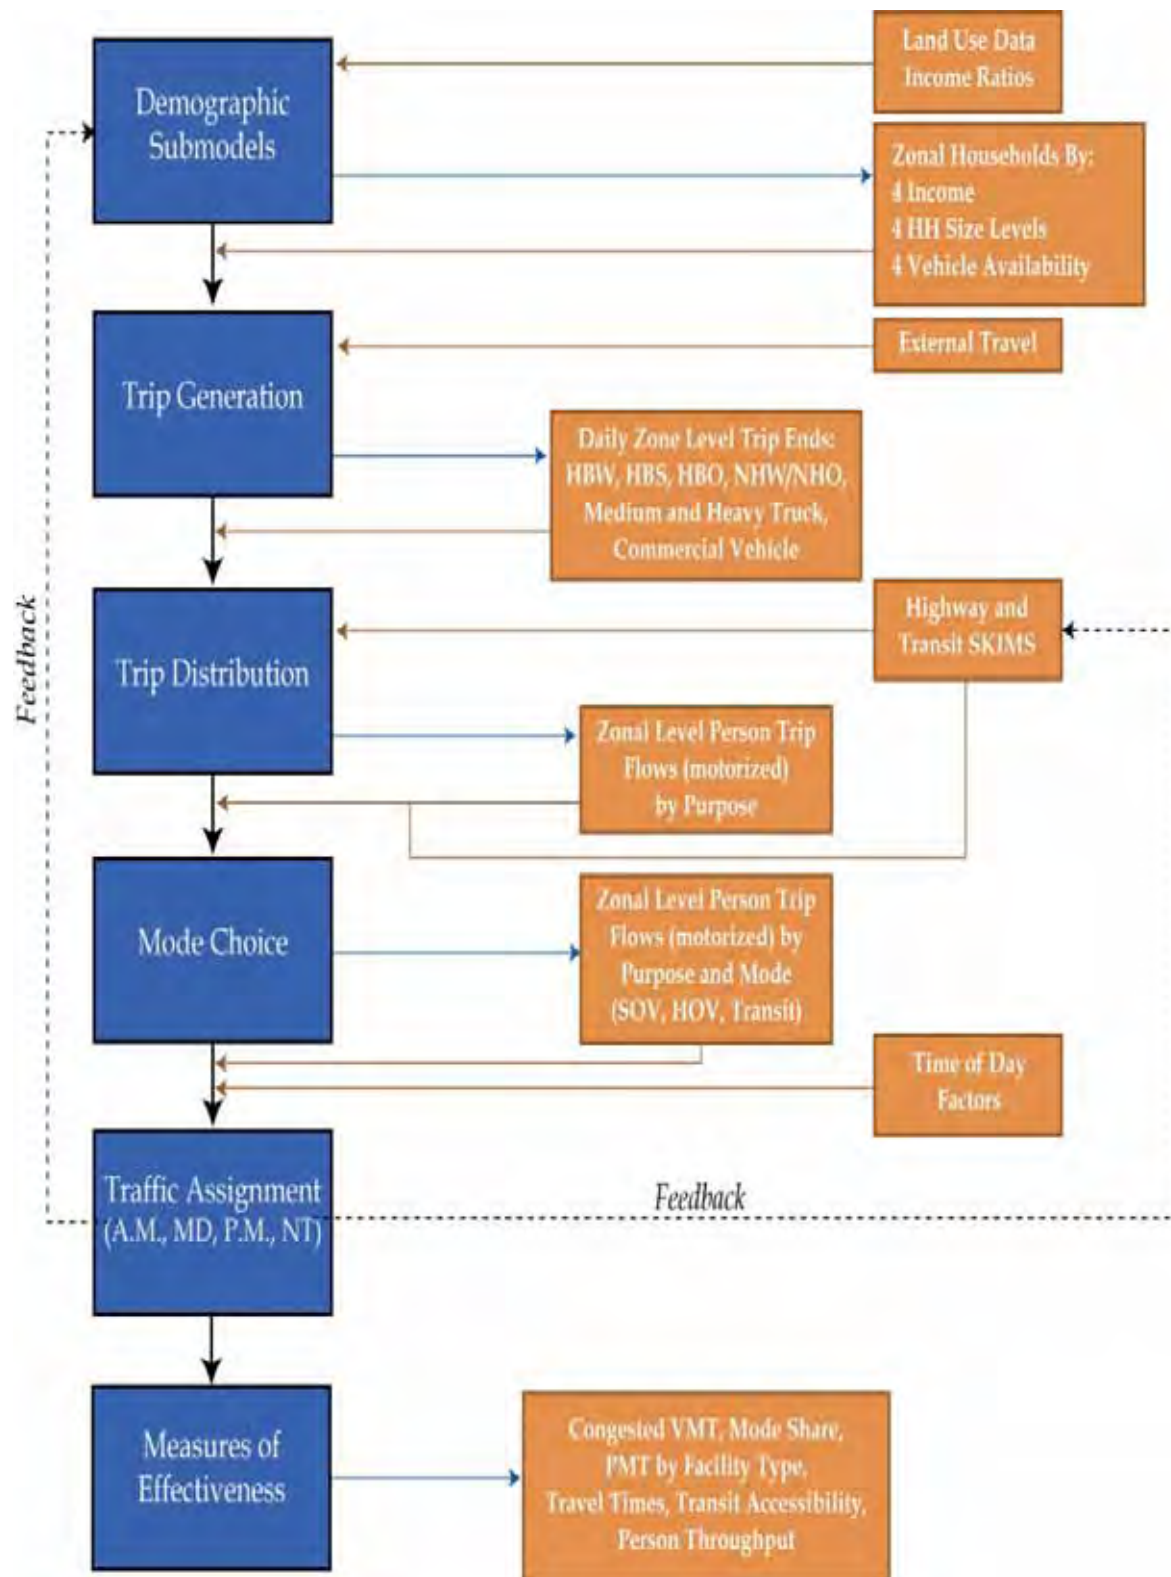 Land Use Data
Income Ratios
Demographic
Submodels
Zonal Households By:
4 Income
4 HH Size Levels
4 Vehicle Availability
External Travel
Trip Generation
Daily Zone Level Trip Ends:
HBW, HBS, HBO, NHW/NHO,
Medium and Heavy Truck,
Commercial Vehicle
Feedback
Highway and
Transit SKIMS
Trip Distribution
Zonal Level Person Trip
Flows (motorized)
by Purpose
Mode Choice
Zonal Level Person Trip
Flows (motorized) by
Purpose and Mode
(SOV, HOV, Transit)
Time of Day
Factors
Traffic Assignment
(A.M., MD, P.M., NT)
Feedback
Measures of
Effectiveness
Congested VMT, Mode Share,
PMT by Facility Type,
Travel Times, Transit Accessibility,
Person Throughput